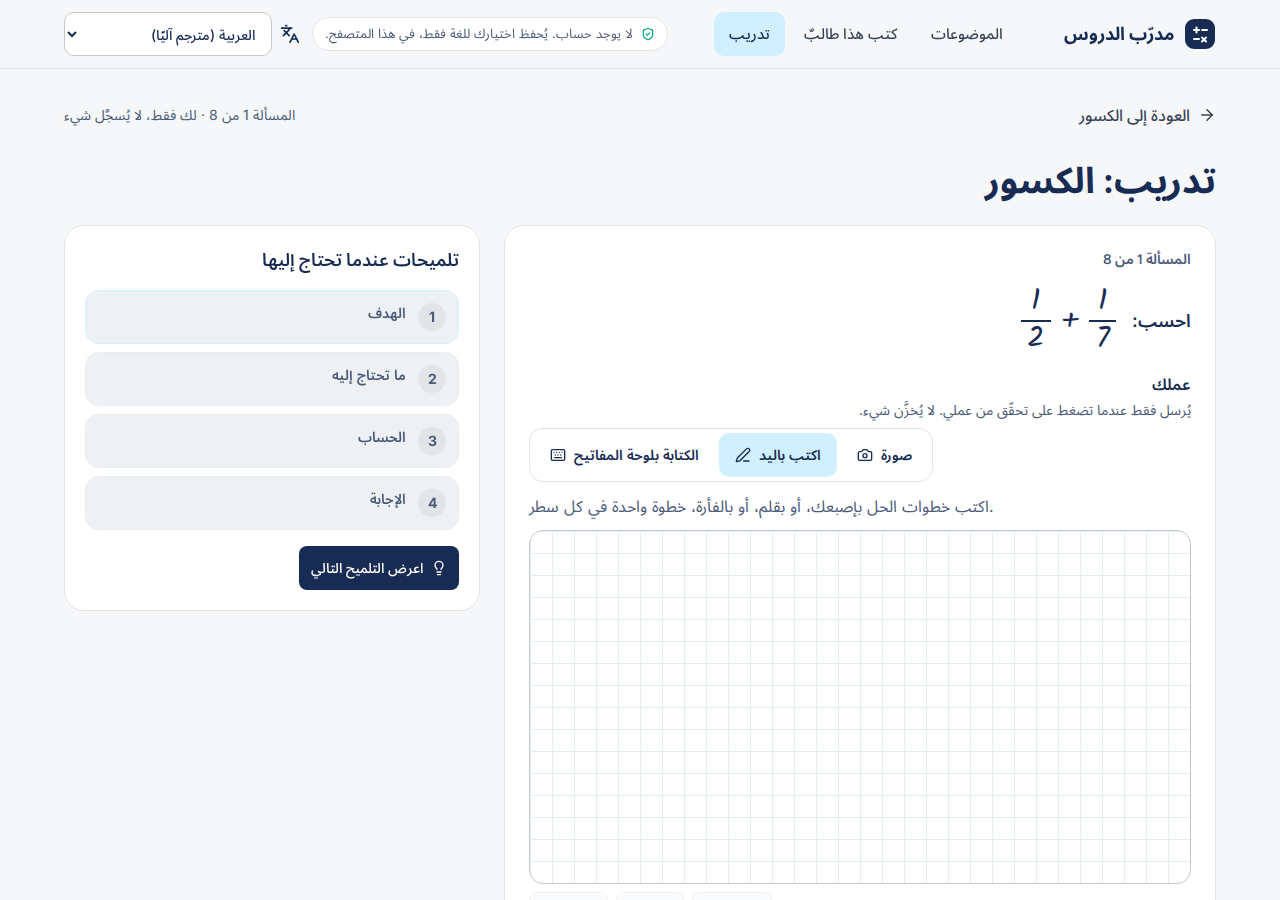 مدرّب الدروس
الموضوعات
كتب هذا طالبٌ
تدريب
لا يوجد حساب. يُحفظ اختيارك للغة فقط، في هذا المتصفح.
العربية (مترجم آليًا)
العودة إلى الكسور
المسألة 1 من 8 · لك فقط، لا يُسجَّل شيء
تدريب: الكسور
المسألة 1 من 8
احسب: 1/7 + 1/2
عملك
يُرسل فقط عندما تضغط على تحقّق من عملي. لا يُخزَّن شيء.
صورة
اكتب باليد
الكتابة بلوحة المفاتيح
اكتب خطوات الحل بإصبعك، أو بقلم، أو بالفأرة، خطوة واحدة في كل سطر.
تلميحات عندما تحتاج إليها
1 الهدف
2 ما تحتاج إليه
3 الحساب
4 الإجابة
اعرض التلميح التالي